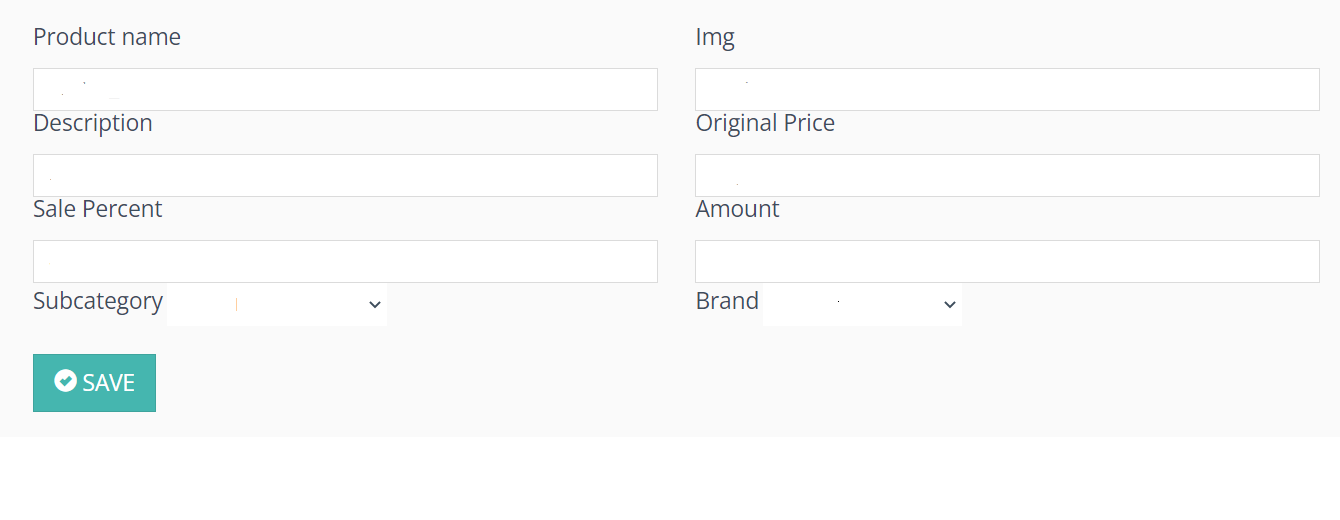 Product name
Img
Description
Original Price
Sale Percent
Amount
Subcategory
Brand
SAVE